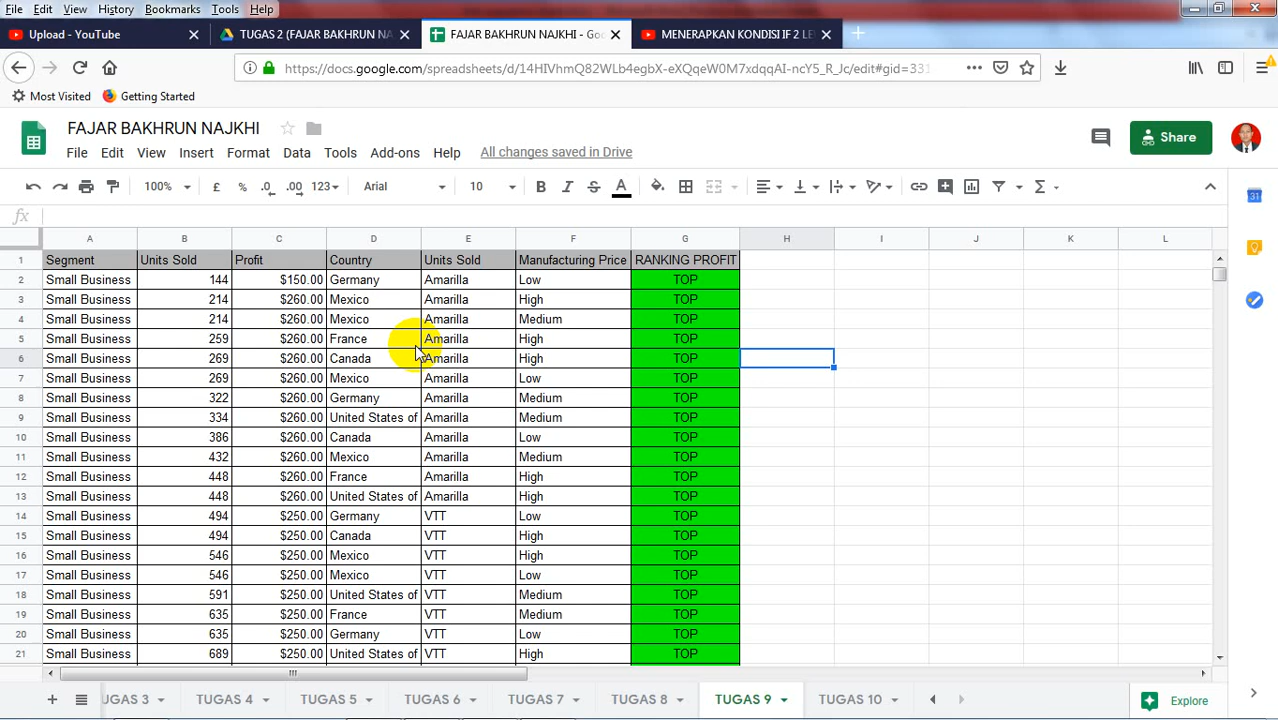 File Edit View History Bookmarks Tools Help
Upload - YouTube
TUGAS 2 (FAJAR BAKHRUN NA
FAJAR BAKHRUN NAJKHI - Goo
MENERAPKAN KONDISI IF 2 LE
Most Visited Getting Started
FAJAR BAKHRUN NAJKHI
Share
File Edit View Insert Format Data Tools Add-ons Help All changes saved in Drive
100% £ % .0 .00 123 Arial 10 B I S A Σ
31
fx
A B C D E F G H I J K L
1 Segment Units Sold Profit Country Units Sold Manufacturing Price RANKING PROFIT
2 Small Business 144 $150.00 Germany Amarilla Low TOP
3 Small Business 214 $260.00 Mexico Amarilla High TOP
4 Small Business 214 $260.00 Mexico Amarilla Medium TOP
5 Small Business 259 $260.00 France Amarilla High TOP
6 Small Business 269 $260.00 Canada Amarilla High TOP
7 Small Business 269 $260.00 Mexico Amarilla Low TOP
8 Small Business 322 $260.00 Germany Amarilla Medium TOP
9 Small Business 334 $260.00 United States of Amarilla Medium TOP
10 Small Business 386 $260.00 Canada Amarilla Low TOP
11 Small Business 432 $260.00 Mexico Amarilla Medium TOP
12 Small Business 448 $260.00 France Amarilla High TOP
13 Small Business 448 $260.00 United States of Amarilla High TOP
14 Small Business 494 $250.00 Germany VTT Low TOP
15 Small Business 494 $250.00 Canada VTT High TOP
16 Small Business 546 $250.00 Mexico VTT High TOP
17 Small Business 546 $250.00 Mexico VTT Low TOP
18 Small Business 591 $250.00 United States of VTT Medium TOP
19 Small Business 635 $250.00 France VTT Medium TOP
20 Small Business 635 $250.00 Germany VTT Low TOP
21 Small Business 689 $250.00 United States of VTT High TOP
UGAS 3 TUGAS 4 TUGAS 5 TUGAS 6 TUGAS 7 TUGAS 8 TUGAS 9 TUGAS 10 Explore